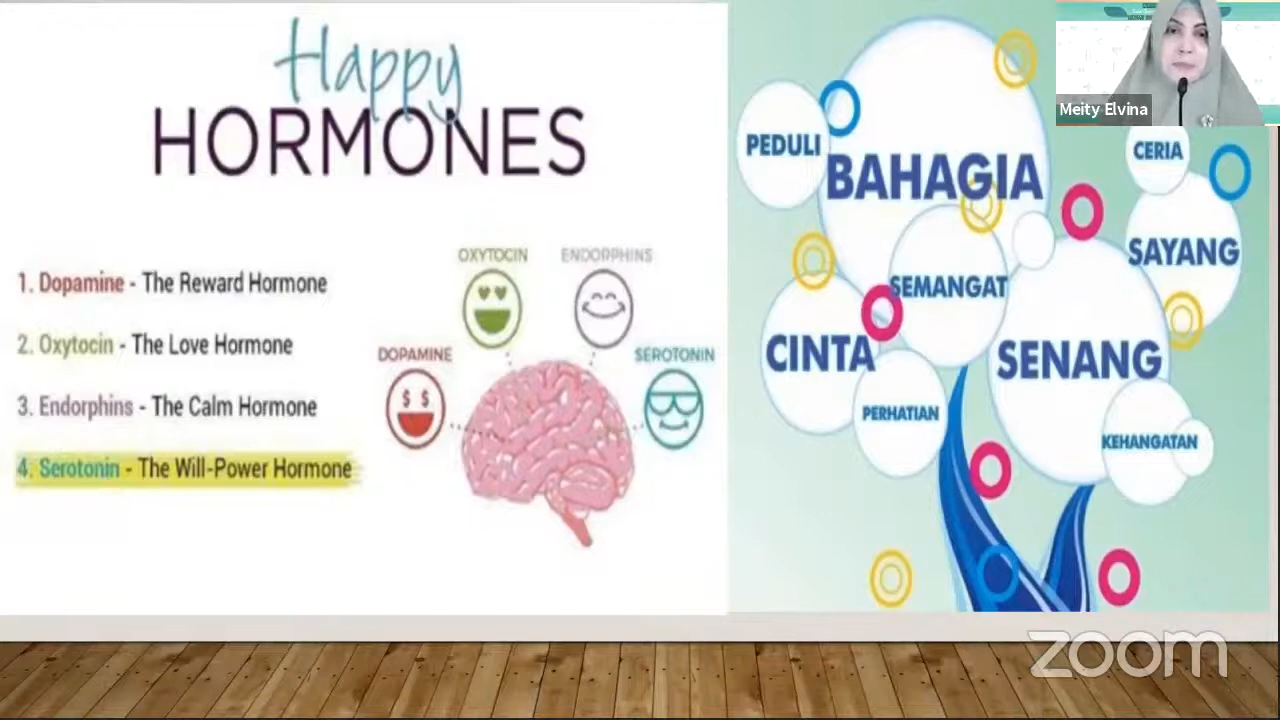 Happy
HORMONES
1. Dopamine - The Reward Hormone
2. Oxytocin - The Love Hormone
3. Endorphins - The Calm Hormone
4. Serotonin - The Will-Power Hormone
OXYTOCIN
ENDORPHINS
DOPAMINE
SEROTONIN
$ $
PEDULI
BAHAGIA
CERIA
SAYANG
SEMANGAT
CINTA
SENANG
PERHATIAN
KEHANGATAN
Meity Elvina
zoom